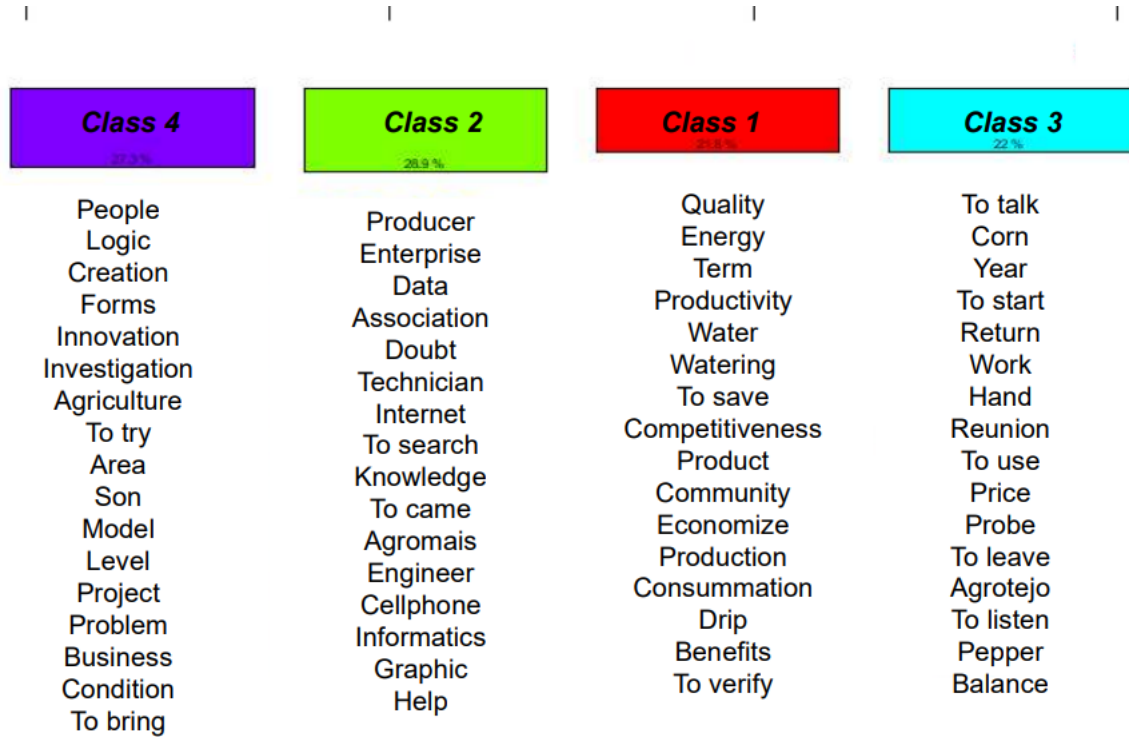 Class 4
27.3 %
People
Logic
Creation
Forms
Innovation
Investigation
Agriculture
To try
Area
Son
Model
Level
Project
Problem
Business
Condition
To bring
Class 2
26.9 %
Producer
Enterprise
Data
Association
Doubt
Technician
Internet
To search
Knowledge
To came
Agromais
Engineer
Cellphone
Informatics
Graphic
Help
Class 1
Quality
Energy
Term
Productivity
Water
Watering
To save
Competitiveness
Product
Community
Economize
Production
Consummation
Drip
Benefits
To verify
Class 3
22 %
To talk
Corn
Year
To start
Return
Work
Hand
Reunion
To use
Price
Probe
To leave
Agrotejo
To listen
Pepper
Balance